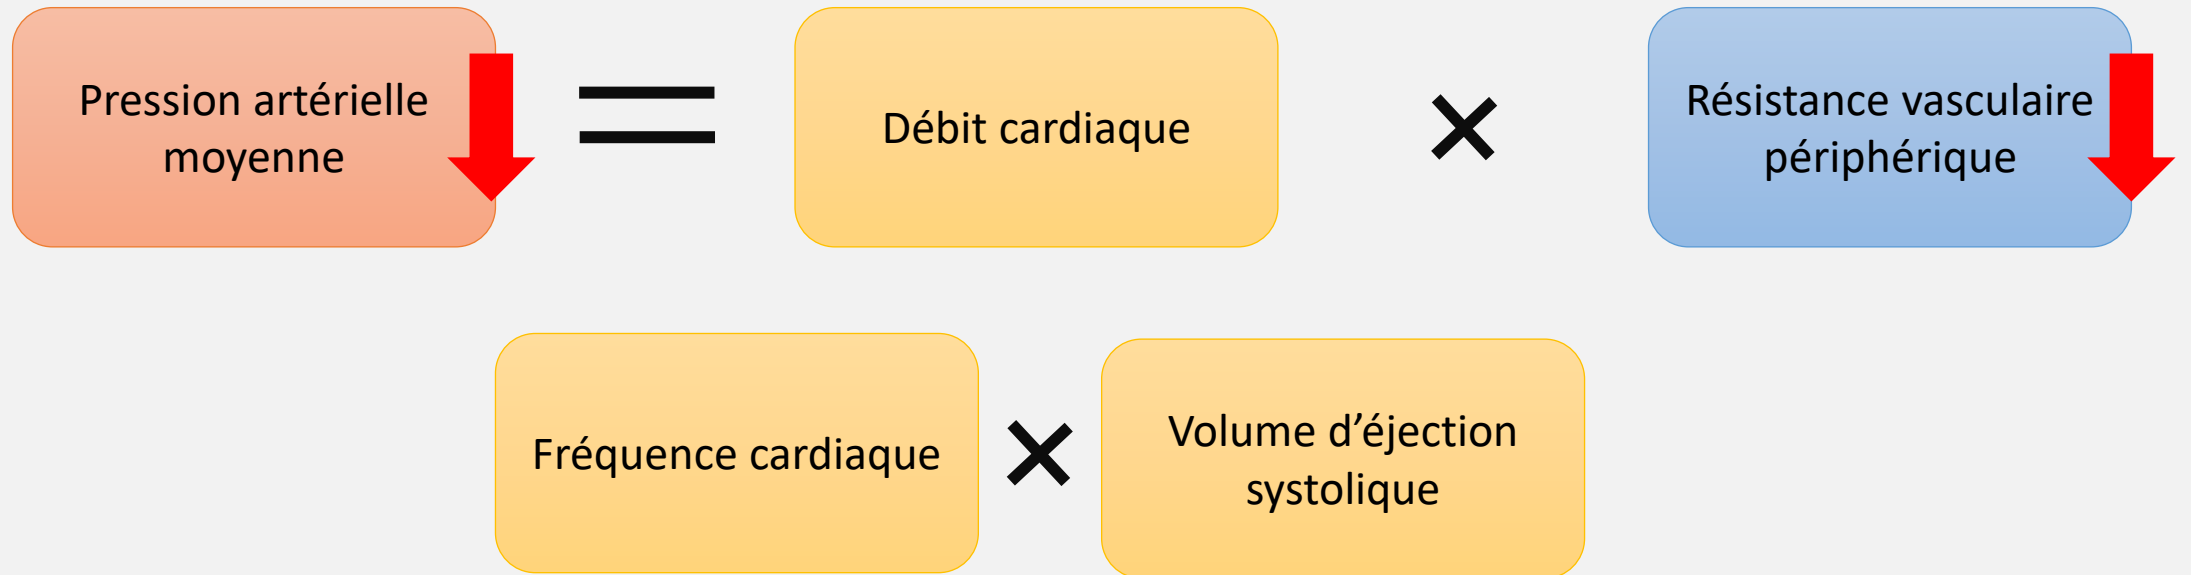 Pression artérielle
moyenne
Débit cardiaque
Résistance vasculaire
périphérique
Fréquence cardiaque
Volume d’éjection
systolique